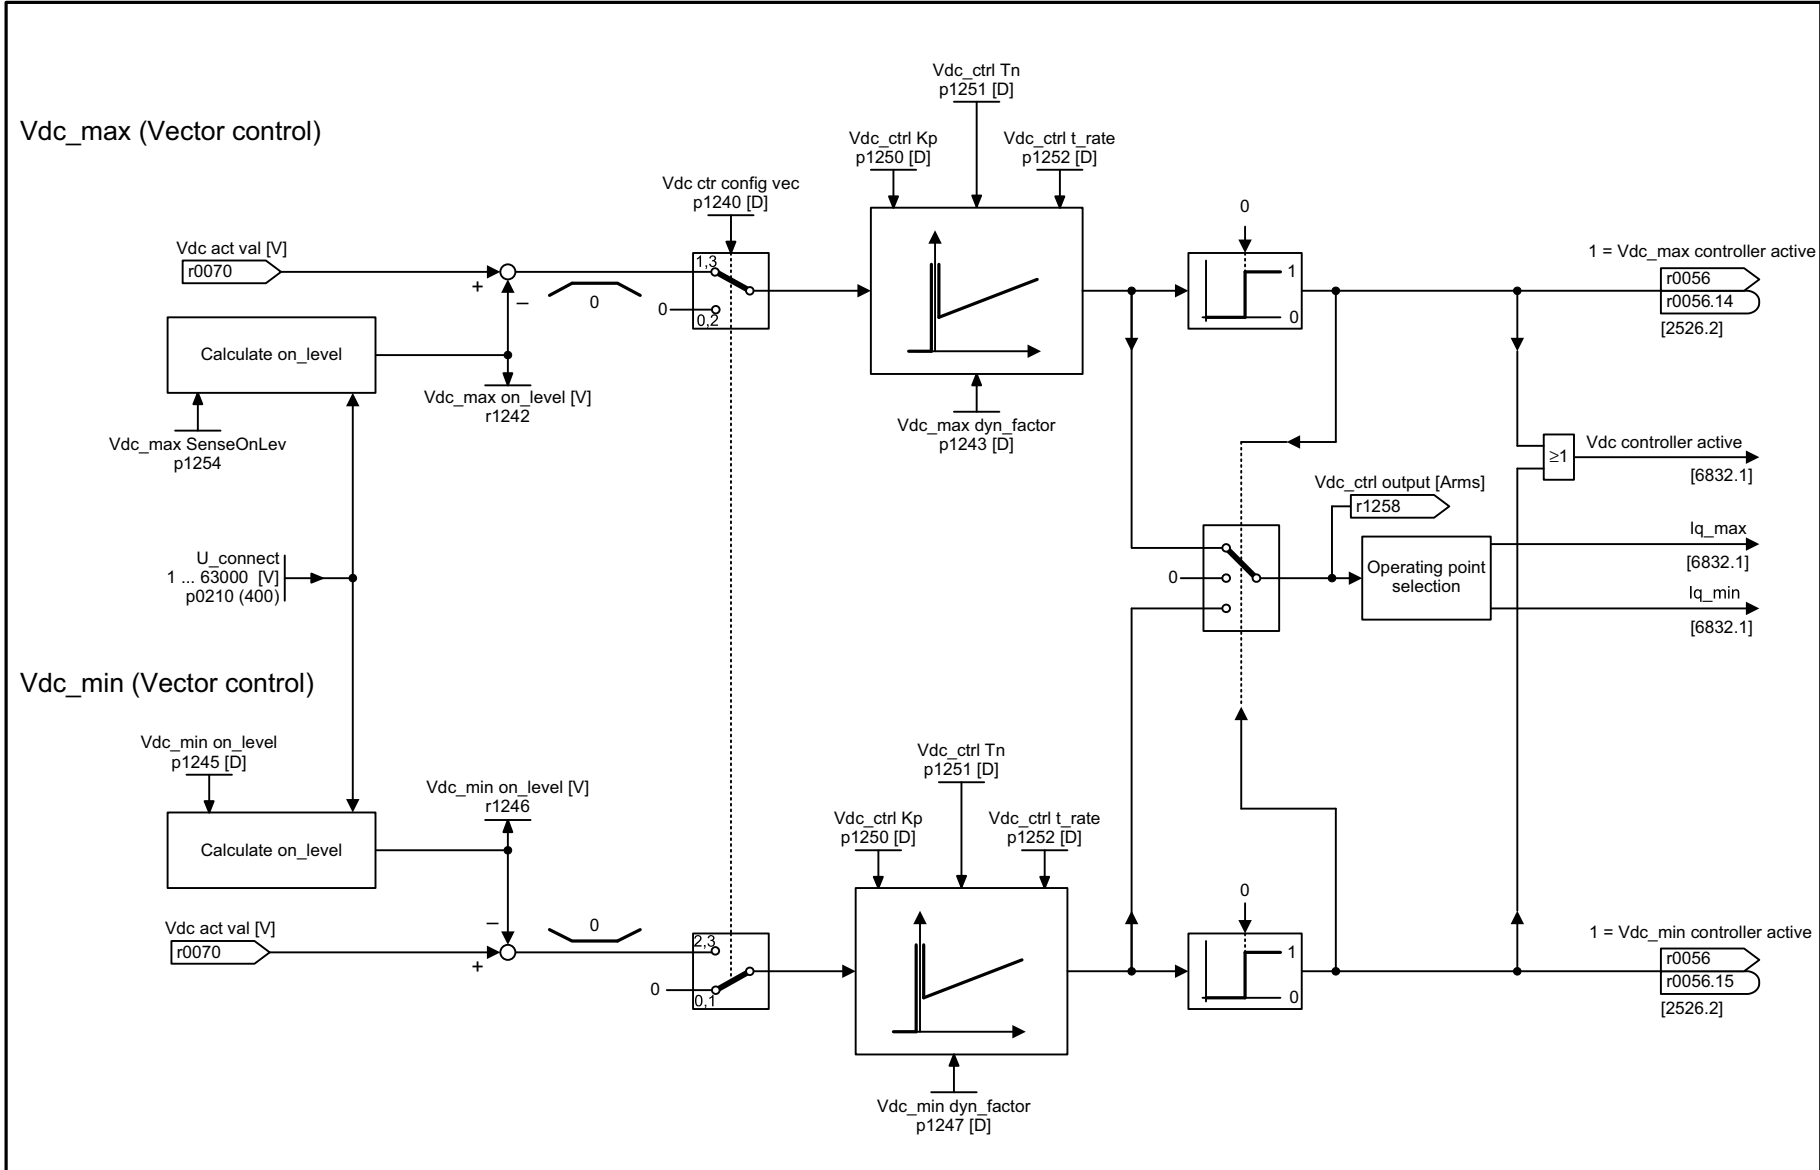 Vdc_max (Vector control)
Vdc_ctrl Tn
p1251 [D]
Vdc_ctrl Kp
p1250 [D]
Vdc_ctrl t_rate
p1252 [D]
Vdc ctr config vec
p1240 [D]
0
Vdc act val [V]
r0070
+
–
0
1,3
0
0,2
1
0
1 = Vdc_max controller active
r0056
r0056.14
[2526.2]
Calculate on_level
Vdc_max on_level [V]
r1242
Vdc_max SenseOnLev
p1254
Vdc_max dyn_factor
p1243 [D]
≥1
Vdc controller active
[6832.1]
Vdc_ctrl output [Arms]
r1258
U_connect
1 ... 63000 [V]
p0210 (400)
0
Operating point
selection
Iq_max
[6832.1]
Iq_min
[6832.1]
Vdc_min (Vector control)
Vdc_min on_level
p1245 [D]
Vdc_min on_level [V]
r1246
Vdc_ctrl Tn
p1251 [D]
Vdc_ctrl Kp
p1250 [D]
Vdc_ctrl t_rate
p1252 [D]
Calculate on_level
0
Vdc act val [V]
r0070
–
+
0
2,3
0
0,1
1
0
1 = Vdc_min controller active
r0056
r0056.15
[2526.2]
Vdc_min dyn_factor
p1247 [D]